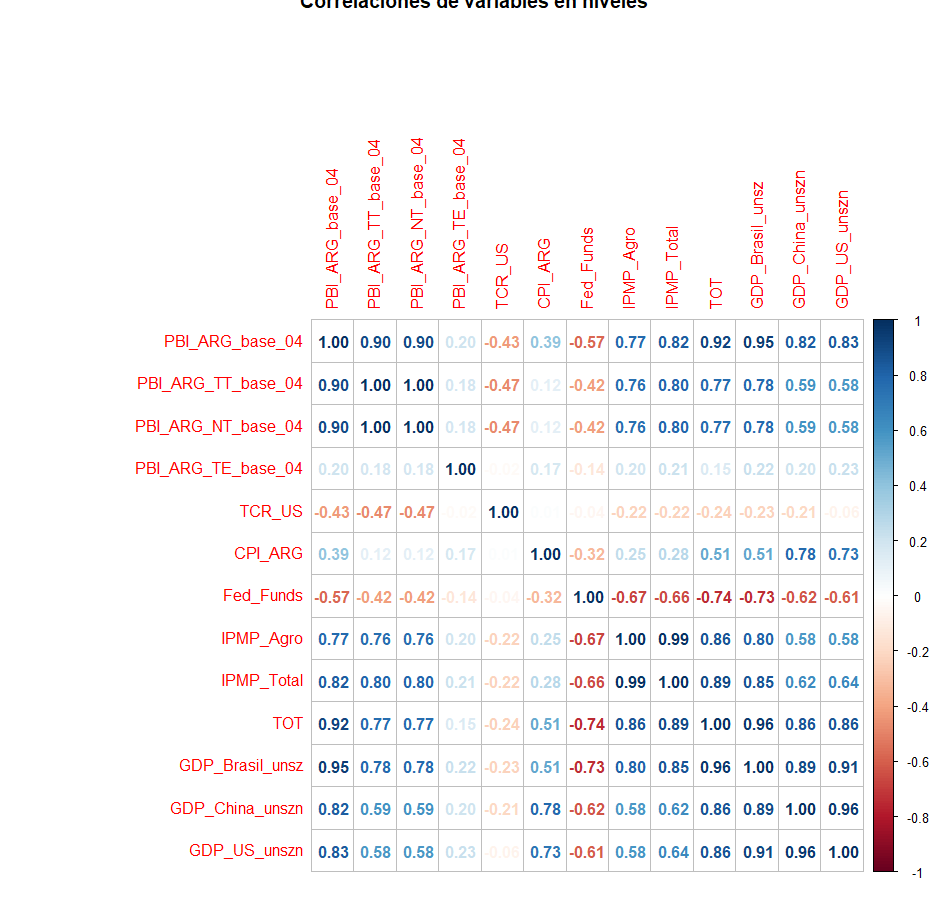 Correlaciones de variables en niveles
PBI_ARG_base_04
PBI_ARG_TT_base_04
PBI_ARG_NT_base_04
PBI_ARG_TE_base_04
TCR_US
CPI_ARG
Fed_Funds
IPMP_Agro
IPMP_Total
TOT
GDP_Brasil_unsz
GDP_China_unszn
GDP_US_unszn
PBI_ARG_base_04 1.00 0.90 0.90 0.20 -0.43 0.39 -0.57 0.77 0.82 0.92 0.95 0.82 0.83
PBI_ARG_TT_base_04 0.90 1.00 1.00 0.18 -0.47 0.12 -0.42 0.76 0.80 0.77 0.78 0.59 0.58
PBI_ARG_NT_base_04 0.90 1.00 1.00 0.18 -0.47 0.12 -0.42 0.76 0.80 0.77 0.78 0.59 0.58
PBI_ARG_TE_base_04 0.20 0.18 0.18 1.00 0.17 -0.14 0.20 0.21 0.15 0.22 0.20 0.23
TCR_US -0.43 -0.47 -0.47 1.00 -0.04 -0.22 -0.22 -0.24 -0.23 -0.21 -0.06
CPI_ARG 0.39 0.12 0.12 0.17 1.00 -0.32 0.25 0.28 0.51 0.51 0.78 0.73
Fed_Funds -0.57 -0.42 -0.42 -0.14 -0.04 -0.32 1.00 -0.67 -0.66 -0.74 -0.73 -0.62 -0.61
IPMP_Agro 0.77 0.76 0.76 0.20 -0.22 0.25 -0.67 1.00 0.99 0.86 0.80 0.58 0.58
IPMP_Total 0.82 0.80 0.80 0.21 -0.22 0.28 -0.66 0.99 1.00 0.89 0.85 0.62 0.64
TOT 0.92 0.77 0.77 0.15 -0.24 0.51 -0.74 0.86 0.89 1.00 0.96 0.86 0.86
GDP_Brasil_unsz 0.95 0.78 0.78 0.22 -0.23 0.51 -0.73 0.80 0.85 0.96 1.00 0.89 0.91
GDP_China_unszn 0.82 0.59 0.59 0.20 -0.21 0.78 -0.62 0.58 0.62 0.86 0.89 1.00 0.96
GDP_US_unszn 0.83 0.58 0.58 0.23 -0.06 0.73 -0.61 0.58 0.64 0.86 0.91 0.96 1.00
1
0.8
0.6
0.4
0.2
0
-0.2
-0.4
-0.6
-0.8
-1